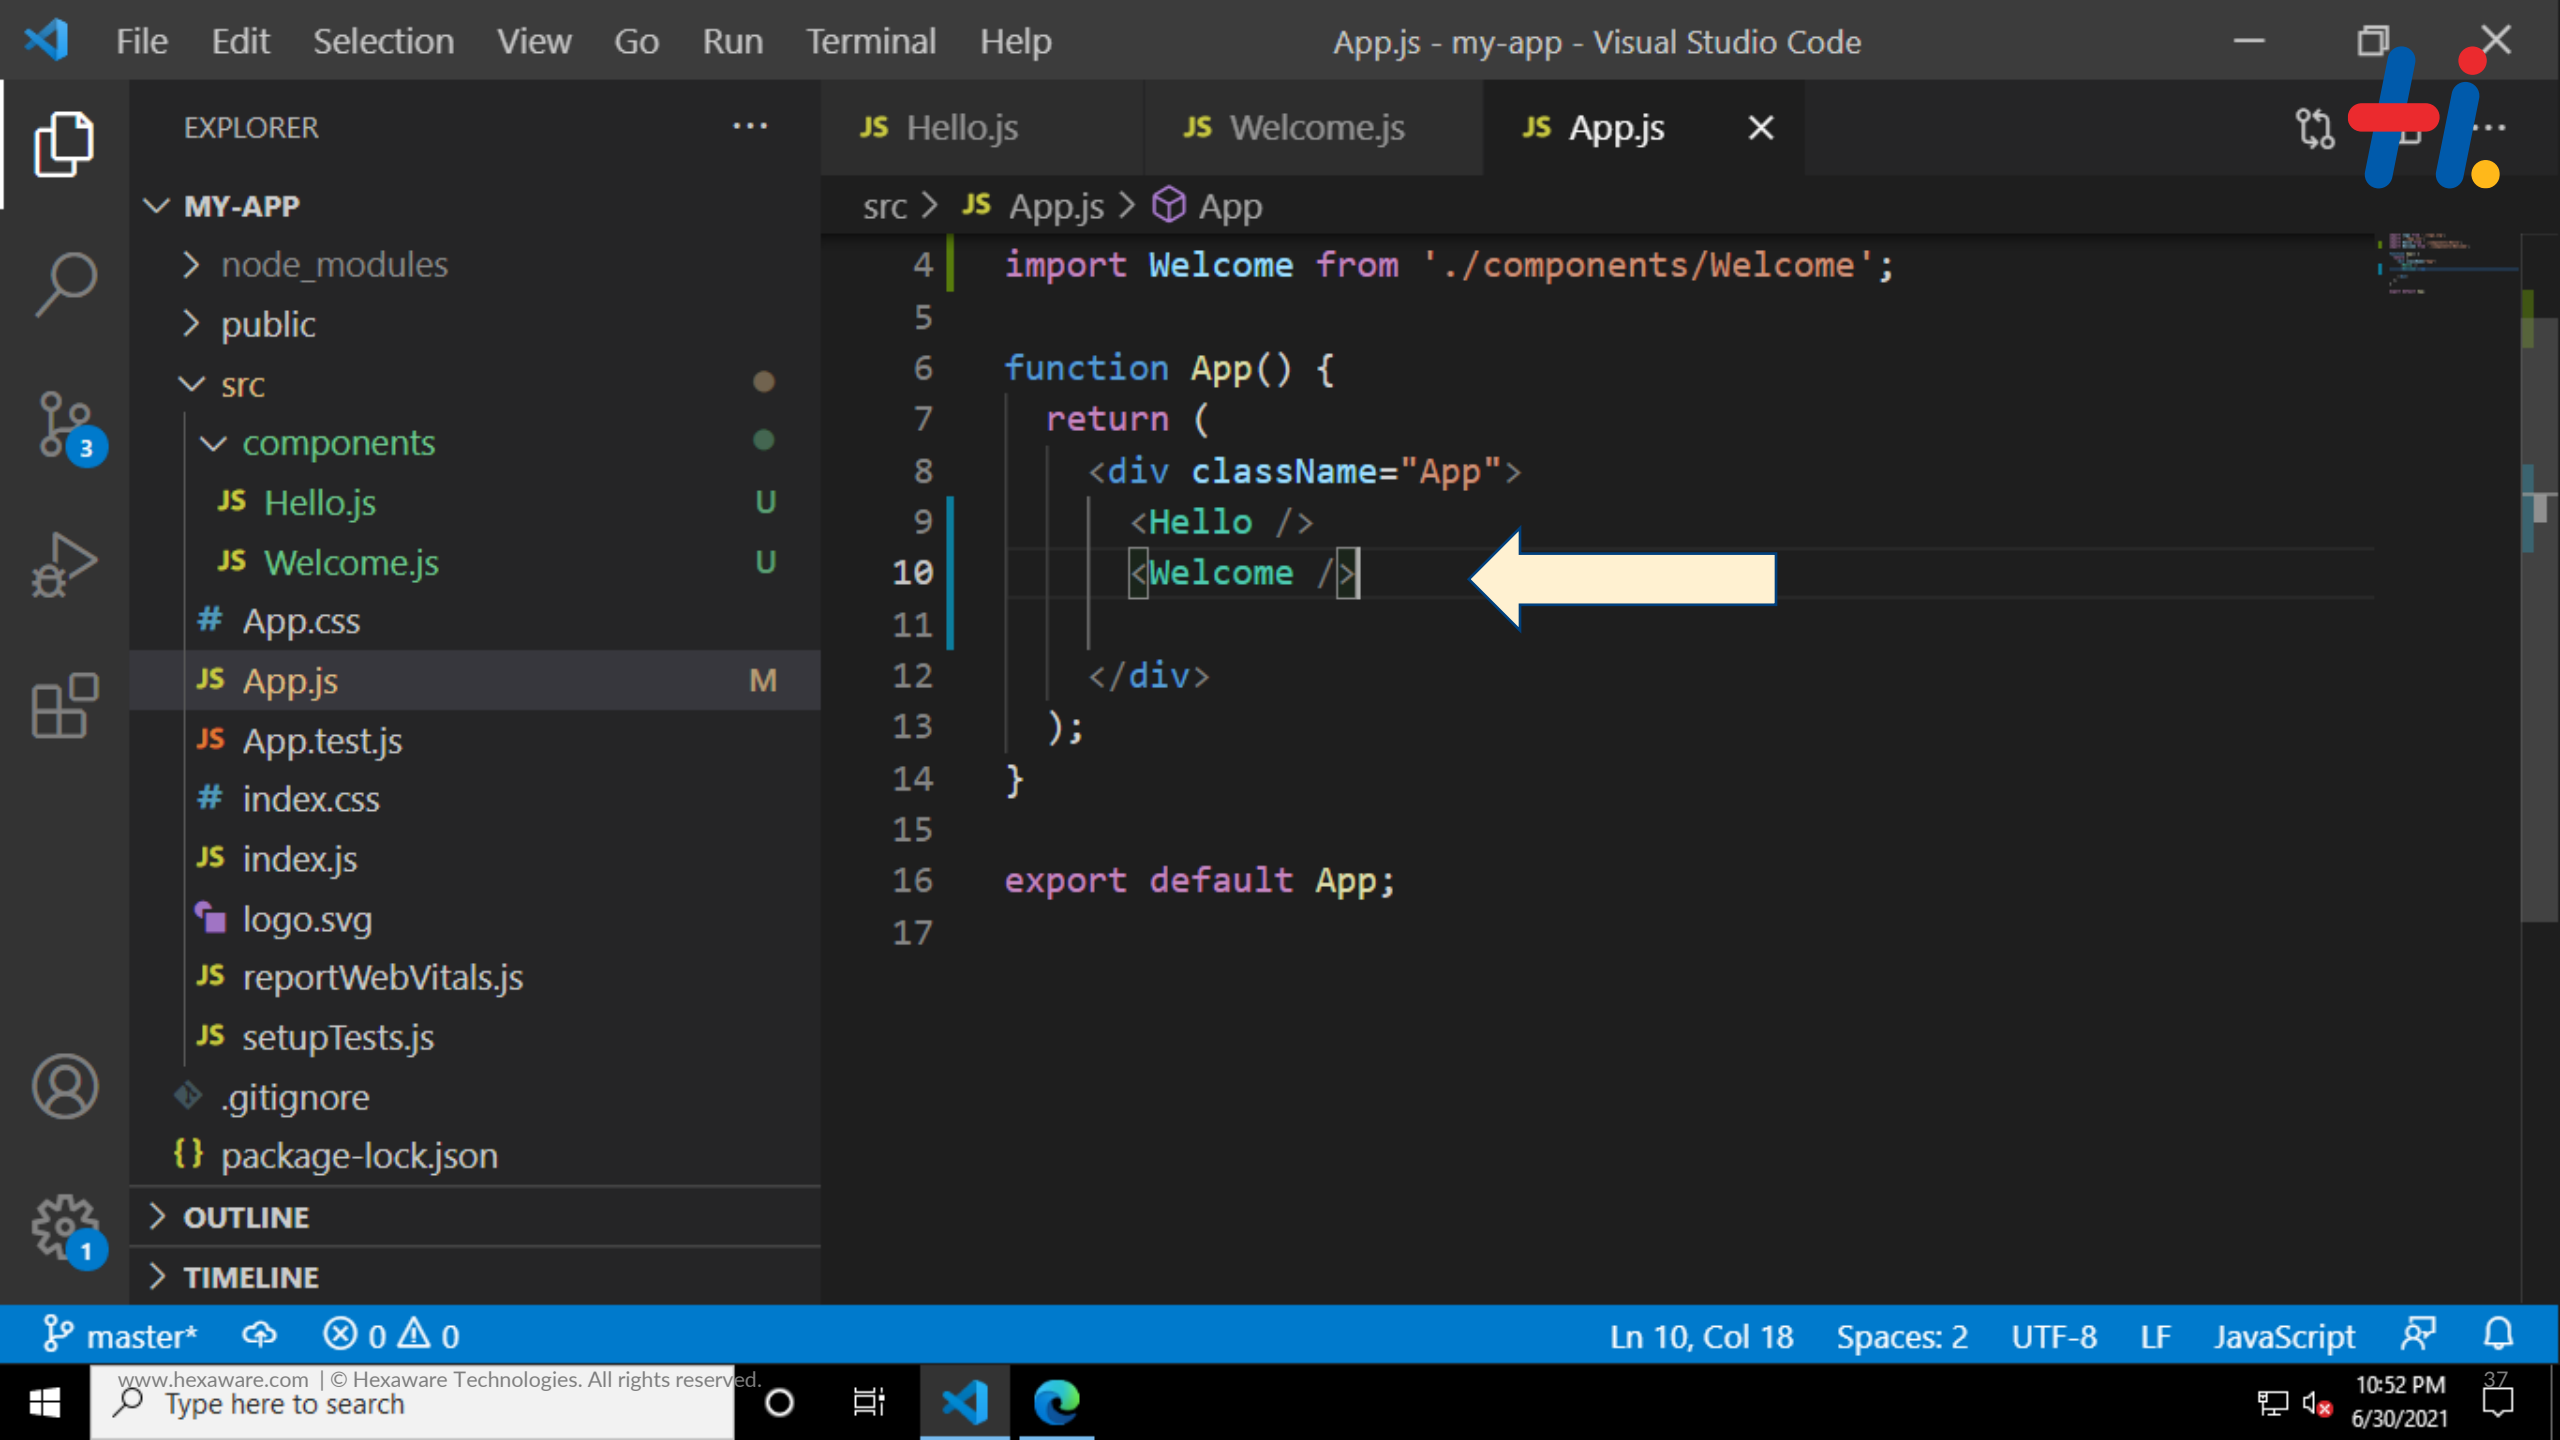 File Edit Selection View Go Run Terminal Help
App.js - my-app - Visual Studio Code
Hi.
EXPLORER
MY-APP
node_modules
public
src
components
JS Hello.js U
JS Welcome.js U
# App.css
JS App.js M
JS App.test.js
# index.css
JS index.js
logo.svg
JS reportWebVitals.js
JS setupTests.js
.gitignore
{} package-lock.json
OUTLINE
TIMELINE
3
1
JS Hello.js JS Welcome.js JS App.js
src > JS App.js > App
4 import Welcome from './components/Welcome';
5
6 function App() {
7 return (
8 <div className="App">
9 <Hello />
10 <Welcome />
11
12 </div>
13 );
14 }
15
16 export default App;
17
master* 0 0
Ln 10, Col 18 Spaces: 2 UTF-8 LF JavaScript
www.hexaware.com | © Hexaware Technologies. All rights reserved.
Type here to search
10:52 PM
6/30/2021
37